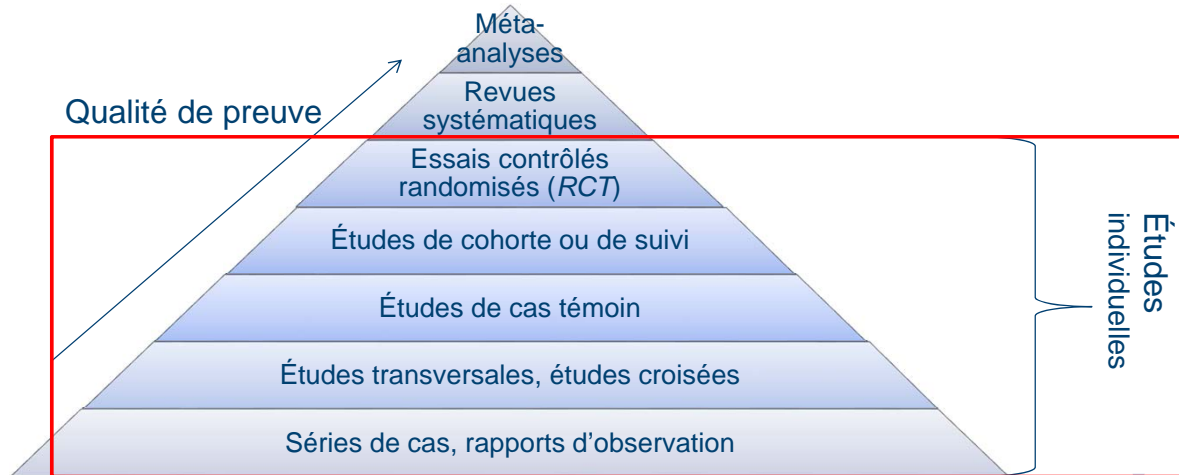 Méta-
analyses
Qualité de preuve
Revues
systématiques
Essais contrôlés
randomisés (RCT)
Études de cohorte ou de suivi
Études de cas témoin
Études transversales, études croisées
Séries de cas, rapports d’observation
Études
individuelles